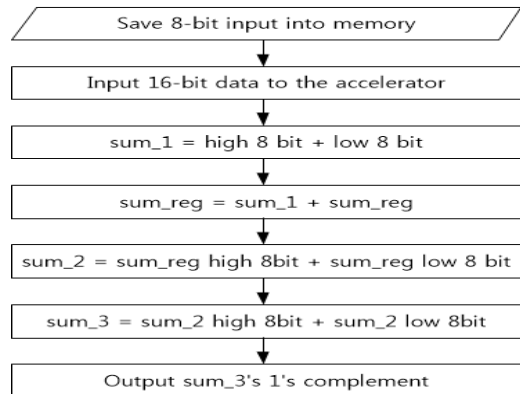 Save 8-bit input into memory
Input 16-bit data to the accelerator
sum_1 = high 8 bit + low 8 bit
sum_reg = sum_1 + sum_reg
sum_2 = sum_reg high 8bit + sum_reg low 8 bit
sum_3 = sum_2 high 8bit + sum_2 low 8bit
Output sum_3's 1's complement